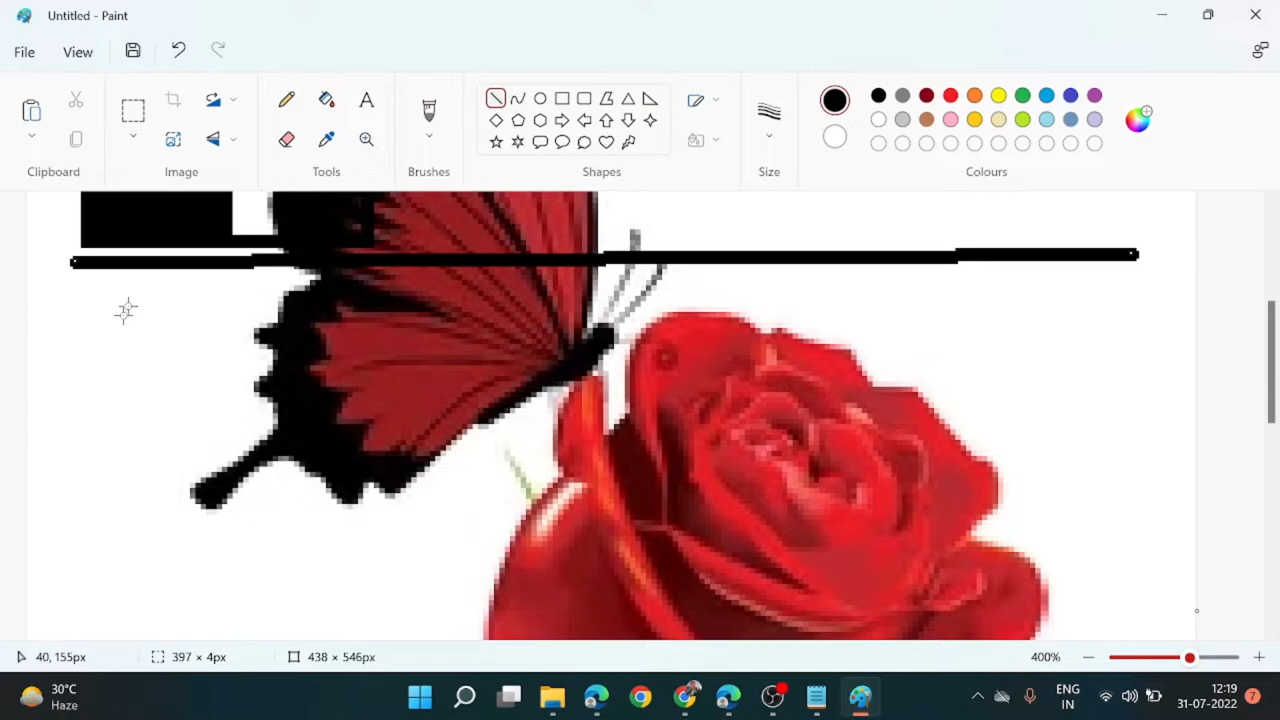 Untitled - Paint
File View
Clipboard Image Tools Brushes Shapes Size Colours
A
40, 155px 397 × 4px 438 × 546px 400%
30°C
Haze
ENG
IN
12:19
31-07-2022
7